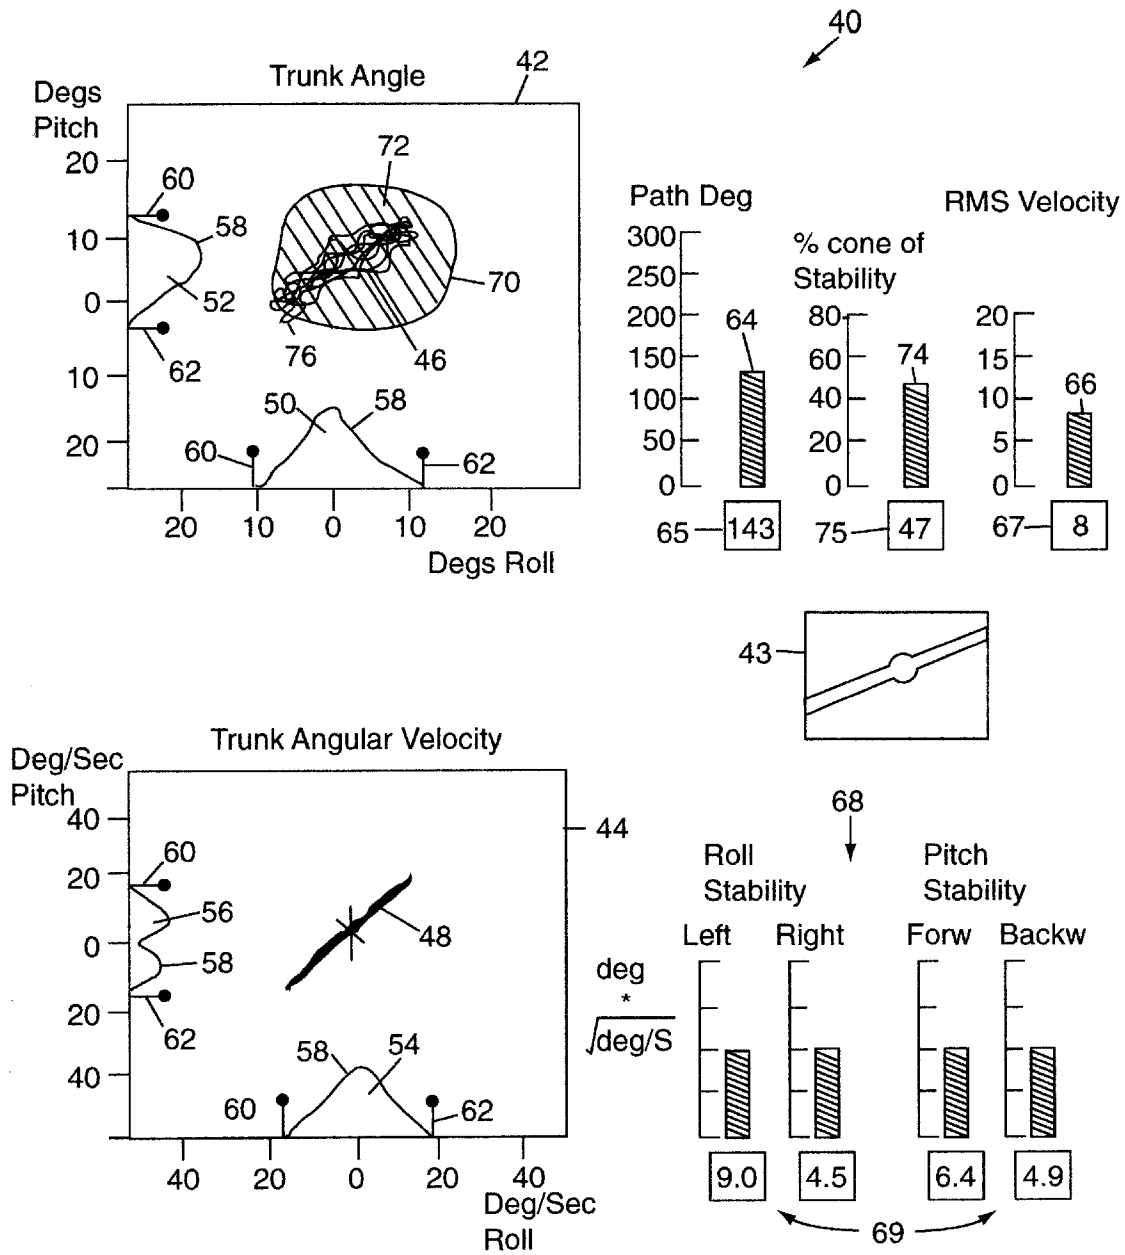 40
Trunk Angle
42
Degs
Pitch
20
10
0
10
20
60
58
52
62
72
70
76
46
50
58
60
62
20 10 0 10 20
Degs Roll
Path Deg
300
250
200
150
100
50
0
64
65 143
% cone of
Stability
80
60
40
20
0
74
75 47
RMS Velocity
20
15
10
5
0
66
67 8
43
Trunk Angular Velocity
Deg/Sec
Pitch
40
20
0
20
40
60
56
58
62
48
44
58 54
60 62
40 20 0 20 40
Deg/Sec
Roll
68
Roll
Stability
Pitch
Stability
Left Right Forw Backw
deg
*
√deg/S
9.0 4.5 6.4 4.9
69